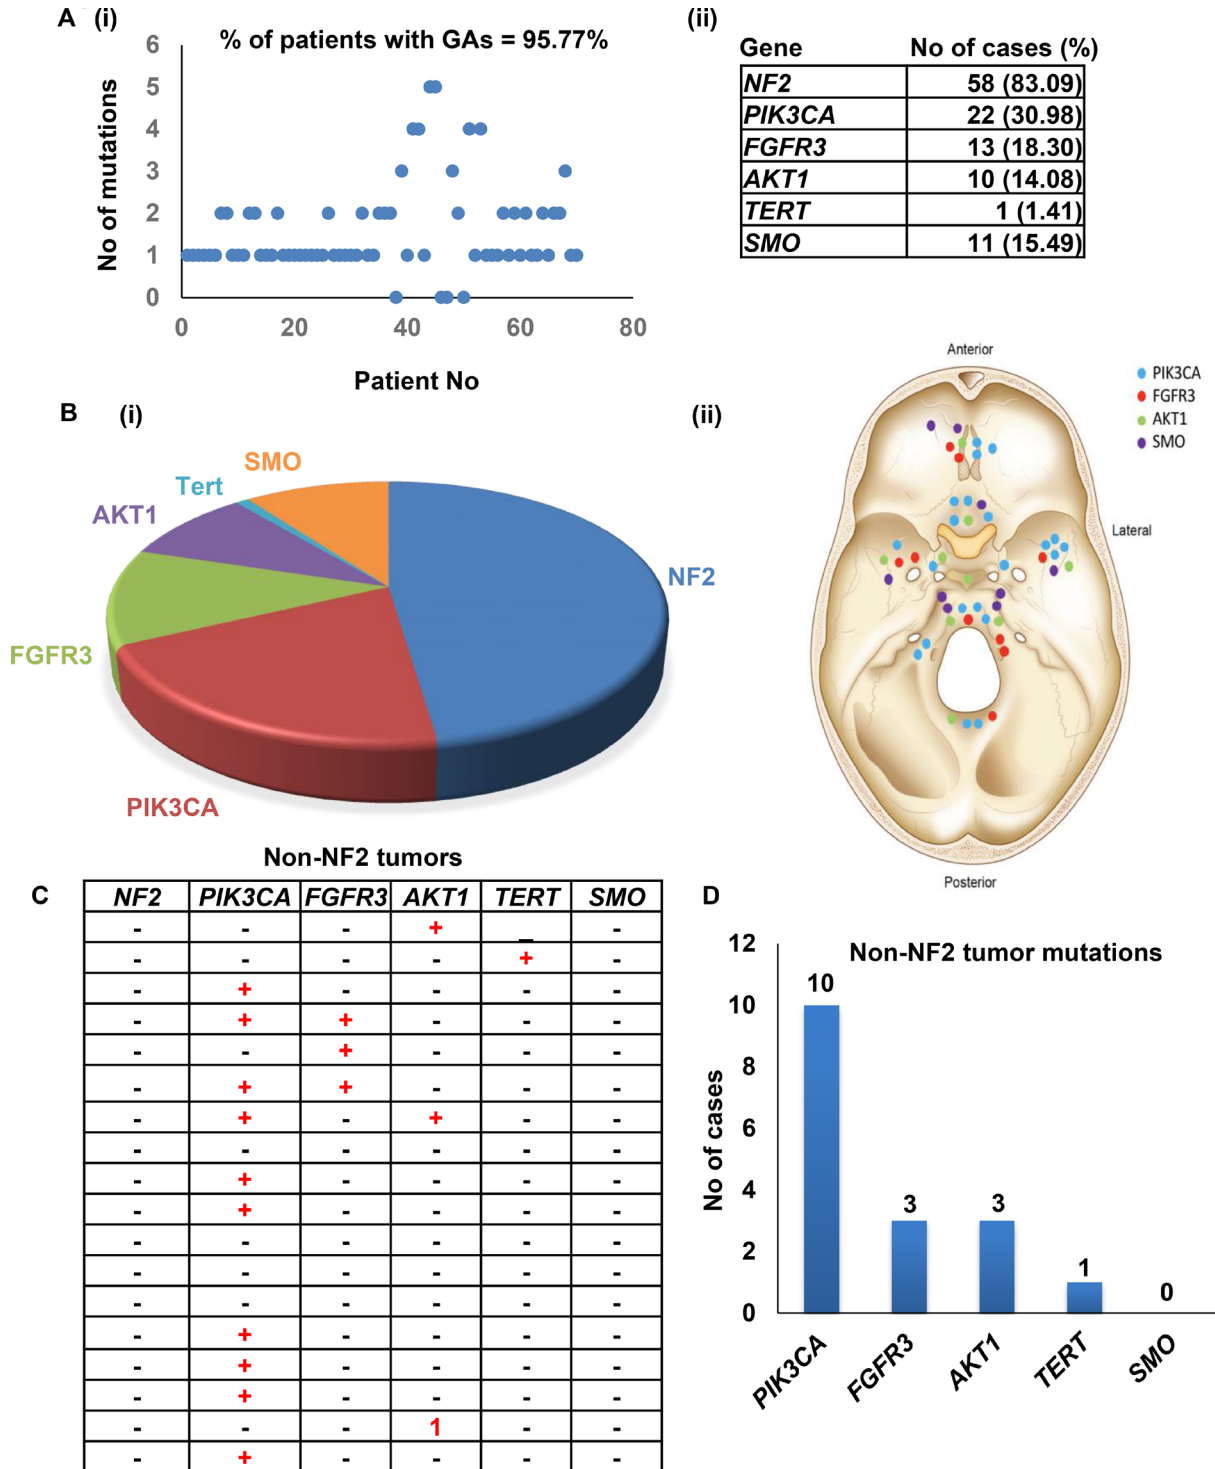 A (i)
% of patients with GAs = 95.77%
No of mutations
6
5
4
3
2
1
0
0 20 40 60 80
Patient No
(ii)
Gene No of cases (%)
NF2 58 (83.09)
PIK3CA 22 (30.98)
FGFR3 13 (18.30)
AKT1 10 (14.08)
TERT 1 (1.41)
SMO 11 (15.49)
B (i)
SMO
Tert
AKT1
NF2
FGFR3
PIK3CA
(ii)
Anterior
PIK3CA
FGFR3
AKT1
SMO
Lateral
Posterior
C
Non-NF2 tumors
NF2 PIK3CA FGFR3 AKT1 TERT SMO
- - - + _ -
- - - - + -
- + - - - -
- + + - - -
- - + - - -
- + + - - -
- + - + - -
- - - - - -
- + - - - -
- + - - - -
- - - - - -
- - - - - -
- - - - - -
- + - - - -
- + - - - -
- + - - - -
- - - 1 - -
- + - - - -
D
Non-NF2 tumor mutations
No of cases
12
10
8
6
4
2
0
10 3 3 1 0
PIK3CA FGFR3 AKT1 TERT SMO